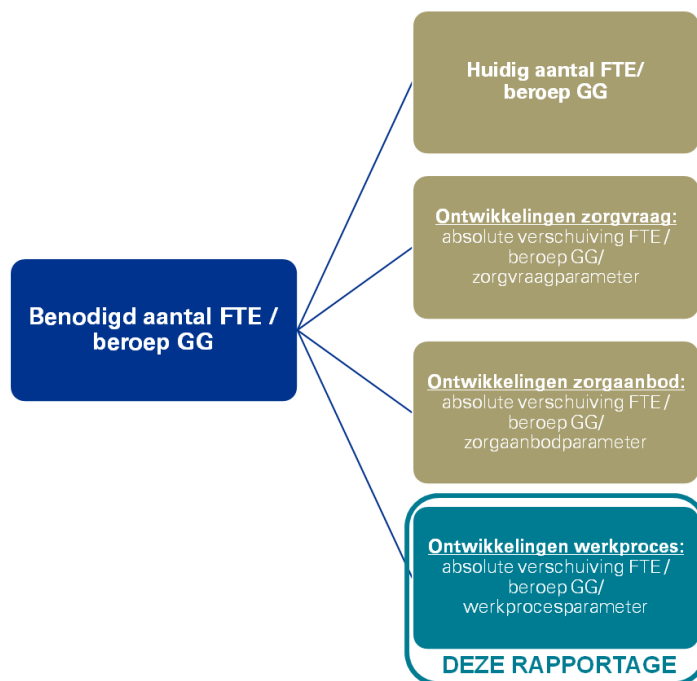 Huidig aantal FTE/
beroep GG
Ontwikkelingen zorgvraag:
absolute verschuiving FTE /
beroep GG/
zorgvraagparameter
Benodigd aantal FTE /
beroep GG
Ontwikkelingen zorgaanbod:
absolute verschuiving FTE /
beroep GG/
zorgaanbodparameter
Ontwikkelingen werkproces:
absolute verschuiving FTE /
beroep GG/
werkprocesparameter
DEZE RAPPORTAGE